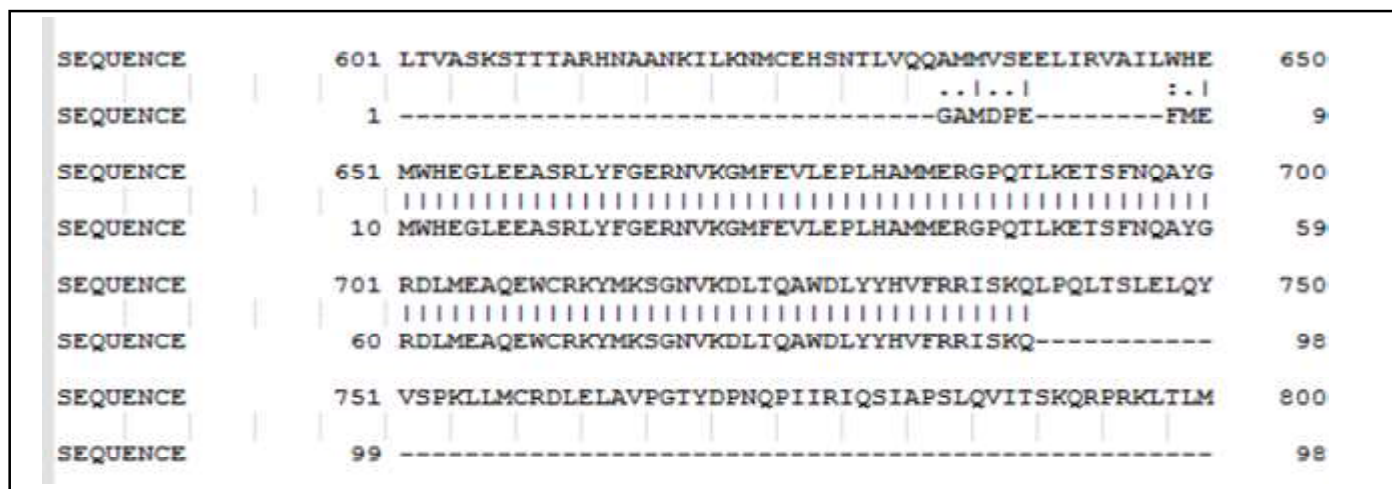 SEQUENCE 601 LTVASKSTTTARHNAANKILKNMCEHSNTLVQQAMMVSEELIRVAILWHE 650
..|..| :.|
SEQUENCE 1 ---------------------------------GAMDPE--------FME 9
SEQUENCE 651 MWHEGLEEASRLYFGERNVKGMFEVLEPLHAMMERGPQTLKETSFNQAYG 700
||||||||||||||||||||||||||||||||||||||||||||||||||
SEQUENCE 10 MWHEGLEEASRLYFGERNVKGMFEVLEPLHAMMERGPQTLKETSFNQAYG 59
SEQUENCE 701 RDLMEAQEWCRKYMKSGNVKDLTQAWDLYYHVFRRISKQLPQLTSLELQY 750
|||||||||||||||||||||||||||||||||||||||
SEQUENCE 60 RDLMEAQEWCRKYMKSGNVKDLTQAWDLYYHVFRRISKQ----------- 98
SEQUENCE 751 VSPKLLMCRDLELAVPGTYDPNQPIIRIQSIAPSLQVITSKQRPRKLTLM 800
SEQUENCE 99 -------------------------------------------------- 98